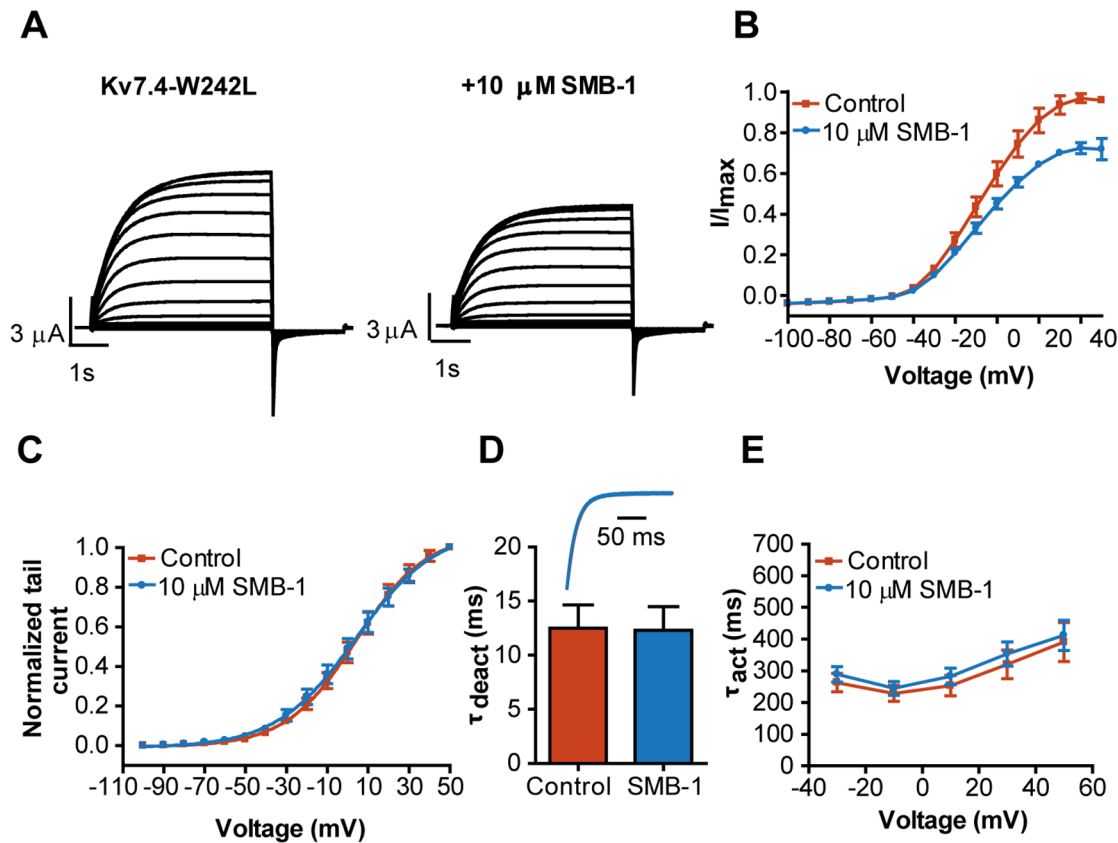 A
Kv7.4-W242L
+10 μM SMB-1
3 μA
1s
3 μA
1s
B
Control
10 μM SMB-1
I/Imax
1.0
0.8
0.6
0.4
0.2
0.0
-100 -80 -60 -40 -20 0 20 40
Voltage (mV)
C
Control
10 μM SMB-1
Normalized tail
current
1.0
0.8
0.6
0.4
0.2
0.0
-110 -90 -70 -50 -30 -10 10 30 50
Voltage (mV)
D
50 ms
τdeact (ms)
20
15
10
5
0
Control SMB-1
E
Control
10 μM SMB-1
τact (ms)
700
600
500
400
300
200
100
0
-40 -20 0 20 40 60
Voltage (mV)